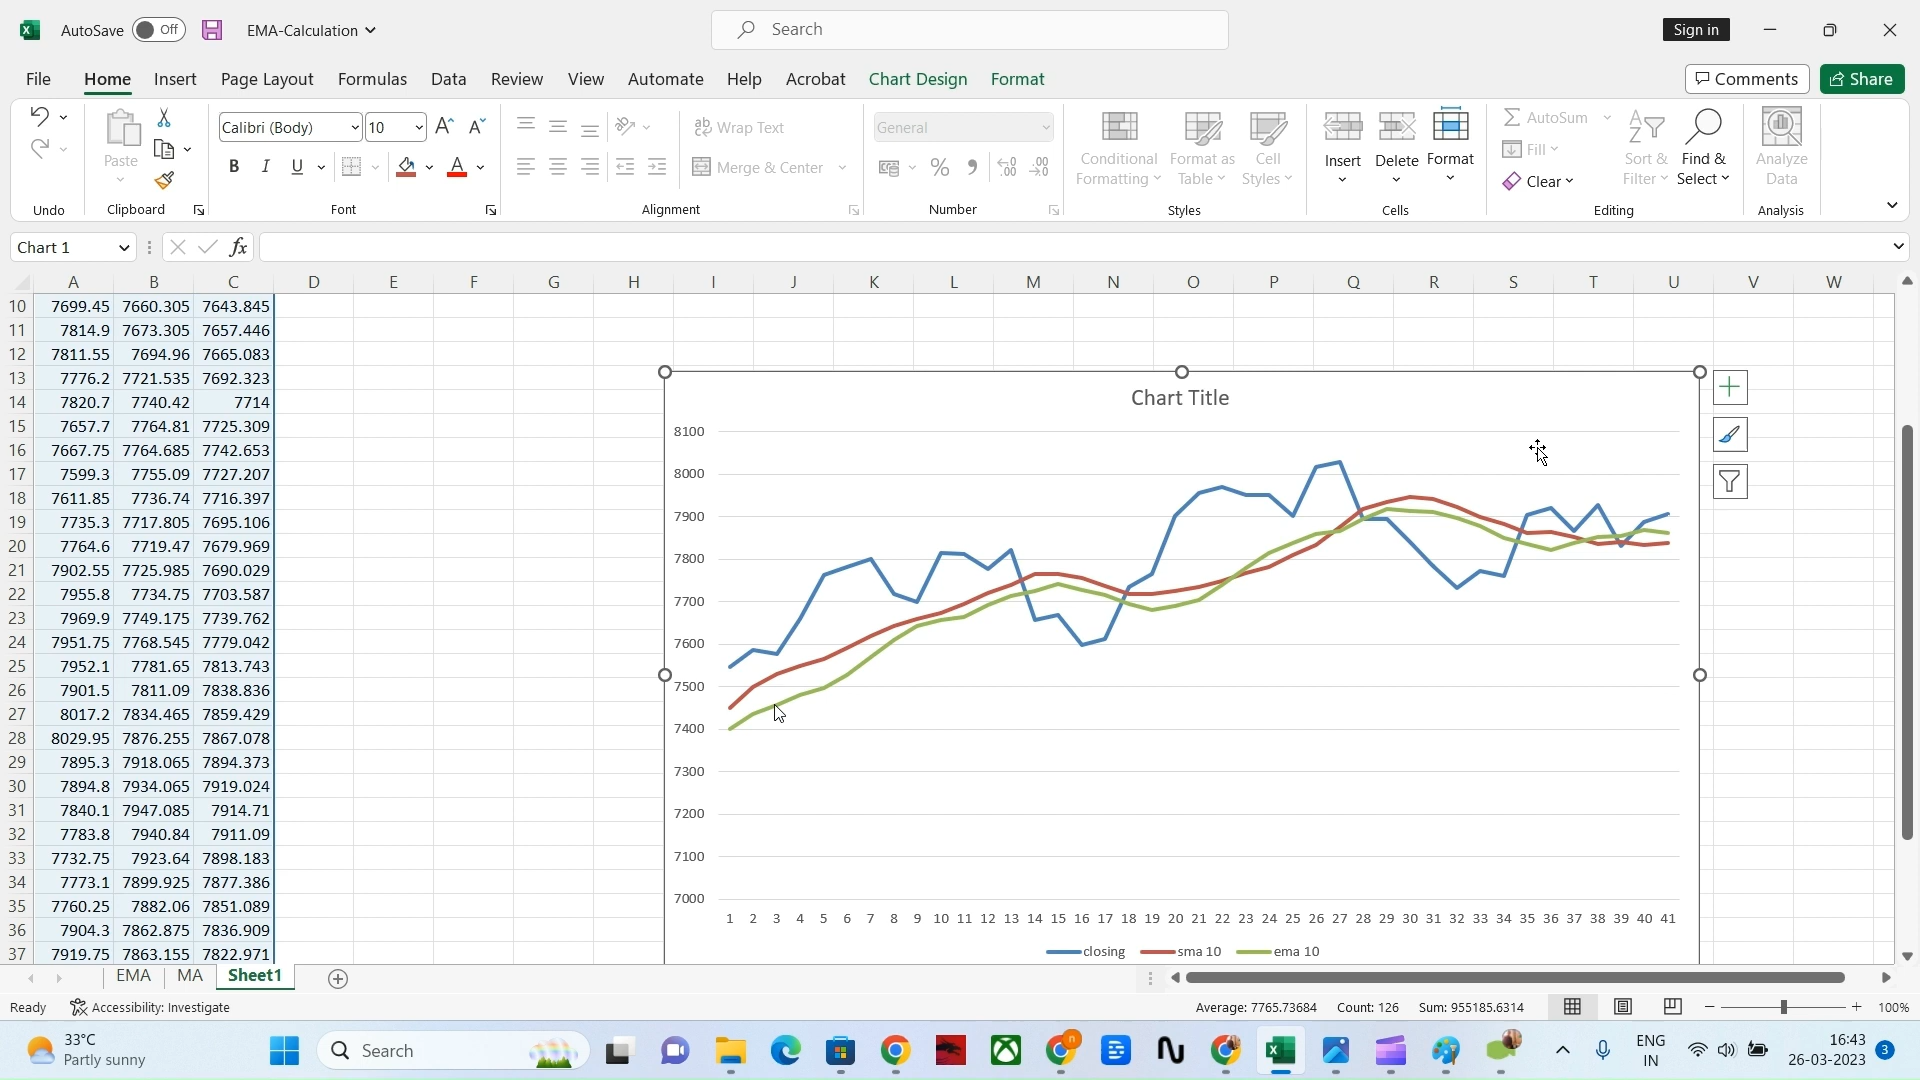 AutoSave Off EMA-Calculation Search Sign in
File Home Insert Page Layout Formulas Data Review View Automate Help Acrobat Chart Design Format Comments Share
Calibri (Body) 10 Wrap Text General AutoSum
Paste B I U Merge & Center Conditional Formatting Format as Table Cell Styles Insert Delete Format Fill Clear Sort & Filter Find & Select Analyze Data
Undo Clipboard Font Alignment Number Styles Cells Editing Analysis
Chart 1 fx
A B C D E F G H I J K L M N O P Q R S T U V W
10 7699.45 7660.305 7643.845
11 7814.9 7673.305 7657.446
12 7811.55 7694.96 7665.083
13 7776.2 7721.535 7692.323
14 7820.7 7740.42 7714
15 7657.7 7764.81 7725.309
16 7667.75 7764.685 7742.653
17 7599.3 7755.09 7727.207
18 7611.85 7736.74 7716.397
19 7735.3 7717.805 7695.106
20 7764.6 7719.47 7679.969
21 7902.55 7725.985 7690.029
22 7955.8 7734.75 7703.587
23 7969.9 7749.175 7739.762
24 7951.75 7768.545 7779.042
25 7952.1 7781.65 7813.743
26 7901.5 7811.09 7838.836
27 8017.2 7834.465 7859.429
28 8029.95 7876.255 7867.078
29 7895.3 7918.065 7894.373
30 7894.8 7934.065 7919.024
31 7840.1 7947.085 7914.71
32 7783.8 7940.84 7911.09
33 7732.75 7923.64 7898.183
34 7773.1 7899.925 7877.386
35 7760.25 7882.06 7851.089
36 7904.3 7862.875 7836.909
37 7919.75 7863.155 7822.971
Chart Title
8100
8000
7900
7800
7700
7600
7500
7400
7300
7200
7100
7000
1 2 3 4 5 6 7 8 9 10 11 12 13 14 15 16 17 18 19 20 21 22 23 24 25 26 27 28 29 30 31 32 33 34 35 36 37 38 39 40 41
closing sma 10 ema 10
EMA MA Sheet1
Ready Accessibility: Investigate Average: 7765.73684 Count: 126 Sum: 955185.6314 100%
33°C
Partly sunny
Search
ENG
IN
16:43
26-03-2023
3